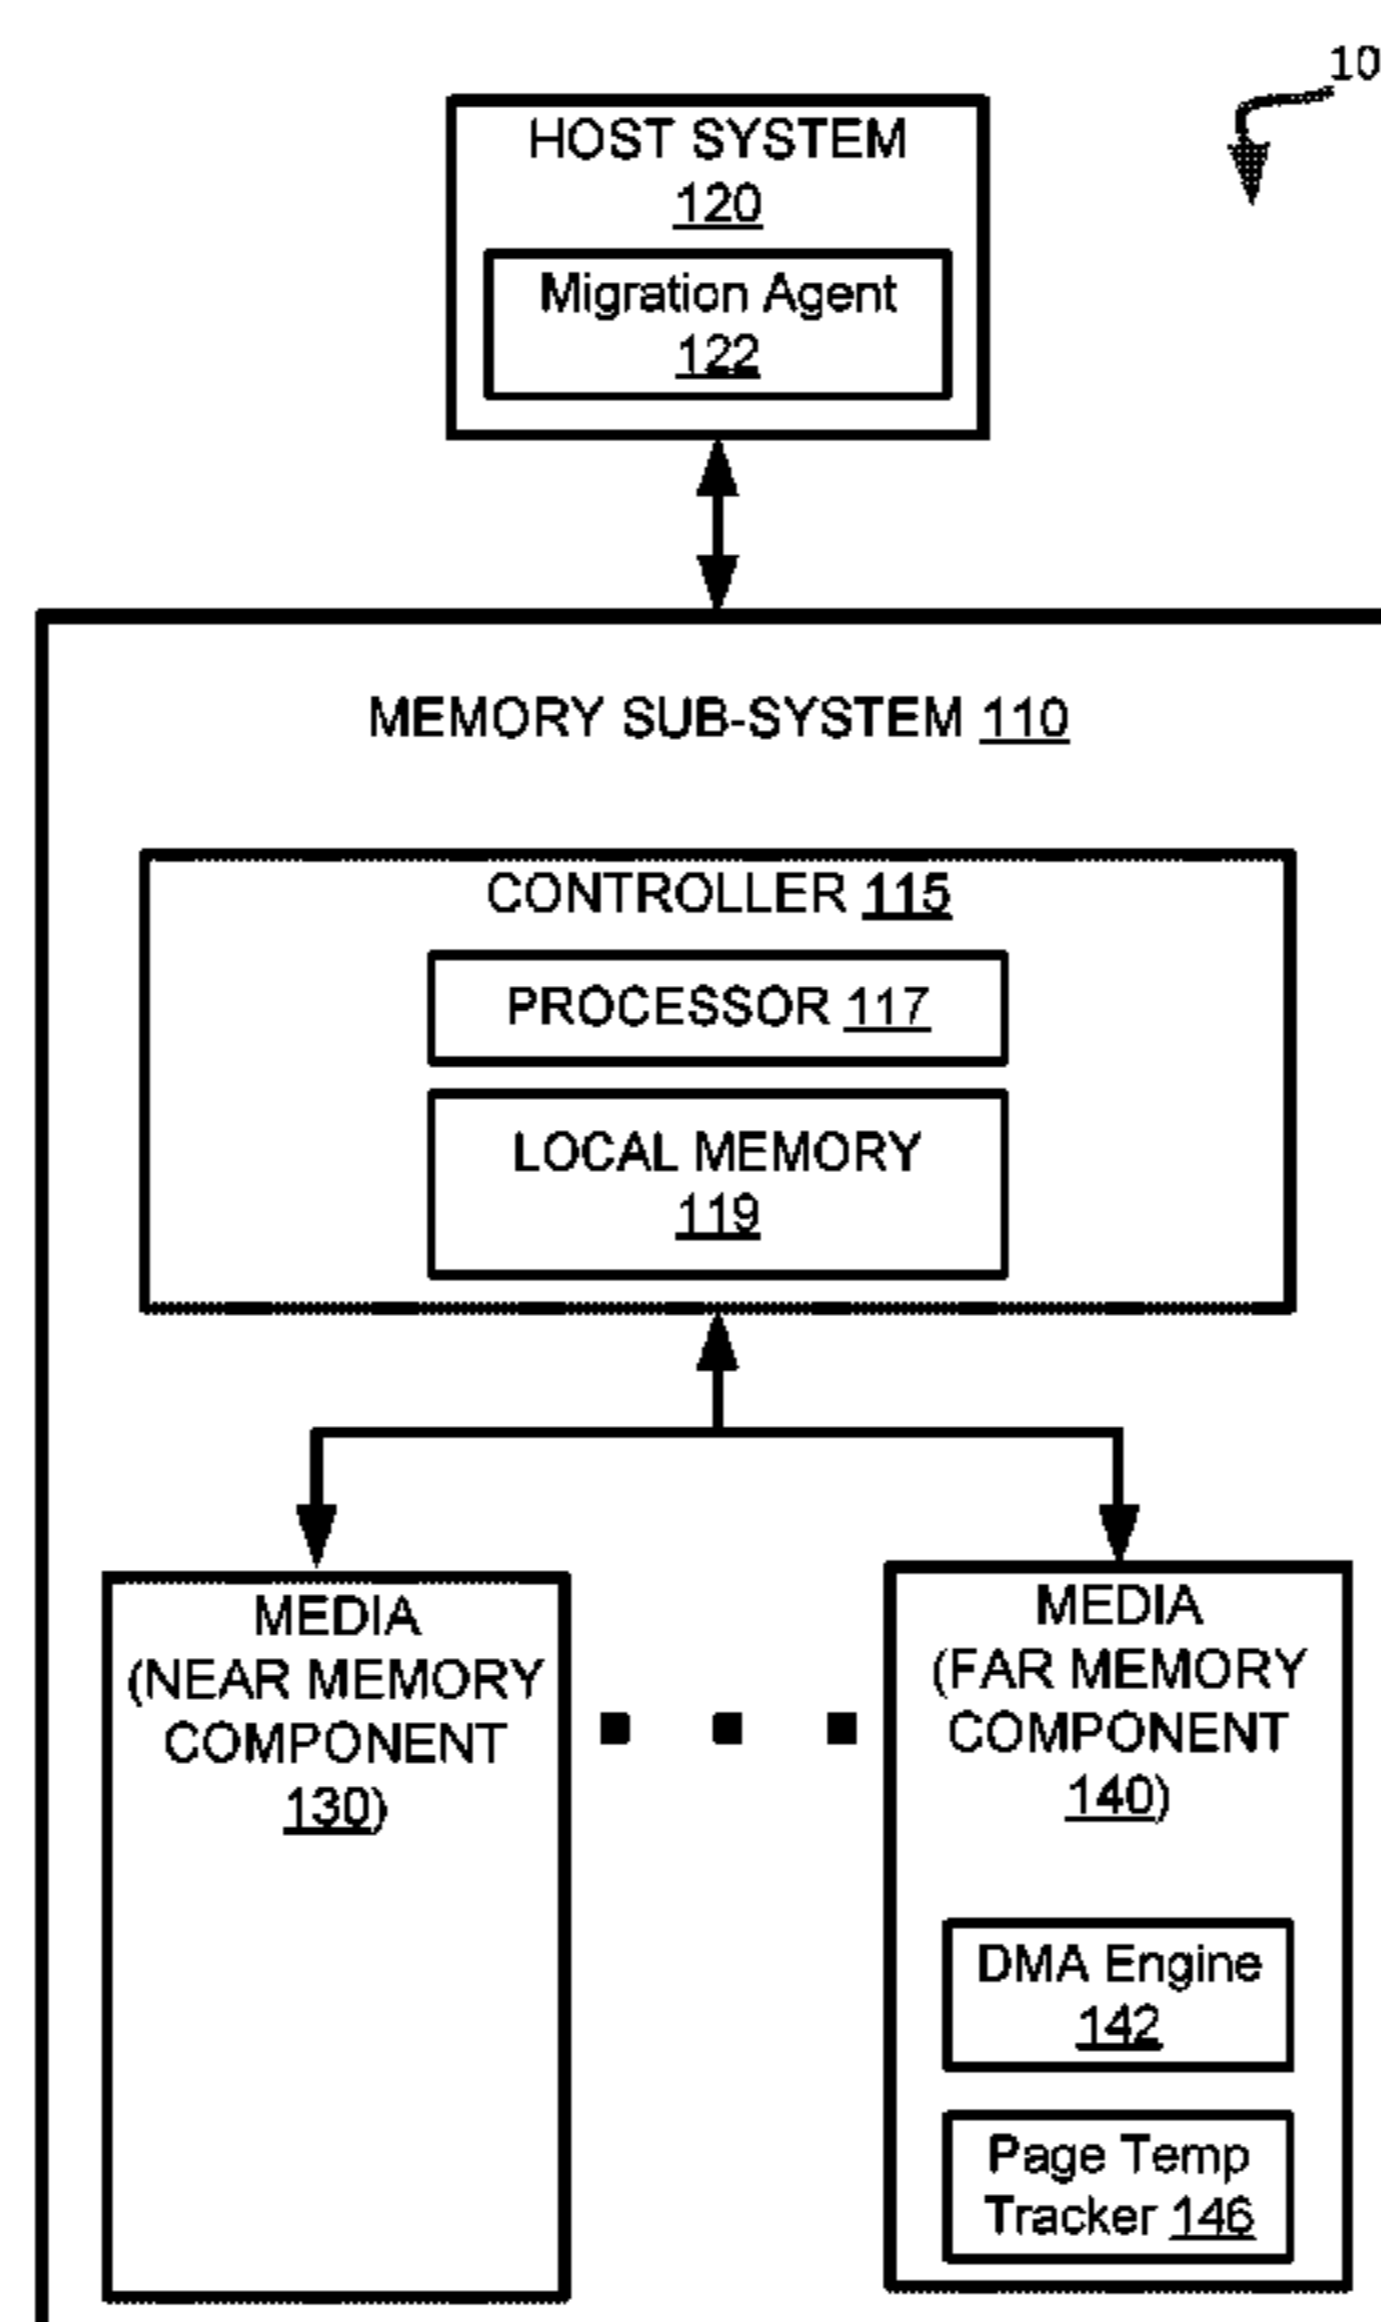 10
HOST SYSTEM
120
Migration Agent
122
MEMORY SUB-SYSTEM 110
CONTROLLER 115
PROCESSOR 117
LOCAL MEMORY
119
MEDIA
(NEAR MEMORY
COMPONENT
130)
MEDIA
(FAR MEMORY
COMPONENT
140)
DMA Engine
142
Page Temp
Tracker 146